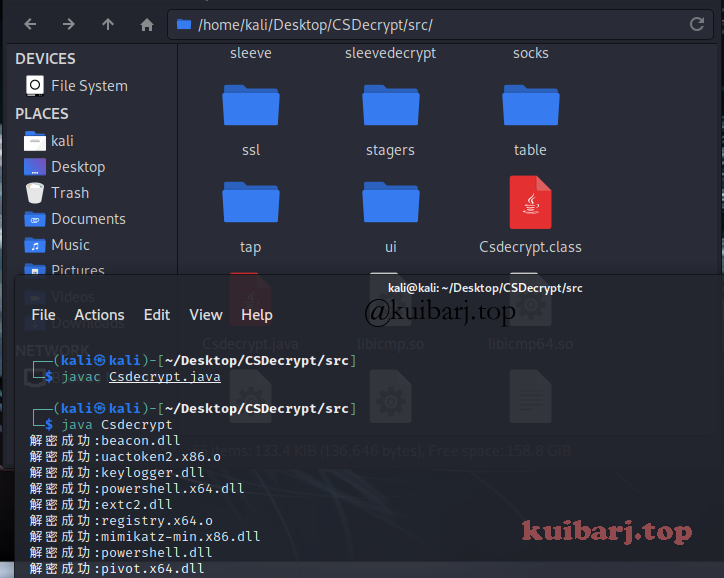 /home/kali/Desktop/CSDecrypt/src/
DEVICES
File System
PLACES
kali
Desktop
Trash
Documents
Music
Pictures
Videos
Downloads
NETWORK
sleeve sleevedecrypt socks
ssl stagers table
tap ui Csdecrypt.class
Csdecrypt.java libicmp.so libicmp64.so
items: 133.4 KiB (136,646 bytes), Free space: 158.8 GiB
kali@kali: ~/Desktop/CSDecrypt/src
File Actions Edit View Help
@kuibarj.top
┌──(kali㉿kali)-[~/Desktop/CSDecrypt/src]
└─$ javac Csdecrypt.java
┌──(kali㉿kali)-[~/Desktop/CSDecrypt/src]
└─$ java Csdecrypt
解密成功:beacon.dll
解密成功:uactoken2.x86.o
解密成功:keylogger.dll
解密成功:powershell.x64.dll
解密成功:extc2.dll
解密成功:registry.x64.o
解密成功:mimikatz-min.x86.dll
解密成功:powershell.dll
解密成功:pivot.x64.dll
kuibarj.top